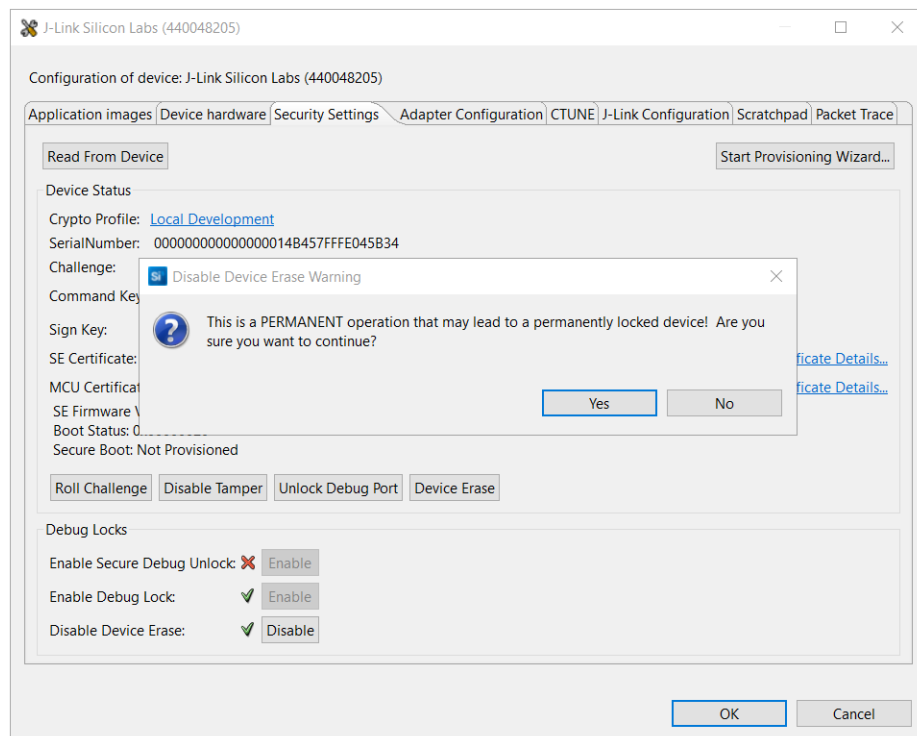 J-Link Silicon Labs (440048205)
Configuration of device: J-Link Silicon Labs (440048205)
Application images Device hardware Security Settings Adapter Configuration CTUNE J-Link Configuration Scratchpad Packet Trace
Read From Device Start Provisioning Wizard...
Device Status
Crypto Profile: Local Development
SerialNumber: 000000000000000014B457FFFE045B34
Challenge:
Command Key
Sign Key:
SE Certificate: ficate Details...
MCU Certificat ficate Details...
SE Firmware V
Boot Status:
Secure Boot: Not Provisioned
Si Disable Device Erase Warning
This is a PERMANENT operation that may lead to a permanently locked device! Are you
sure you want to continue?
Yes No
Roll Challenge Disable Tamper Unlock Debug Port Device Erase
Debug Locks
Enable Secure Debug Unlock: Enable
Enable Debug Lock: Enable
Disable Device Erase: Disable
OK Cancel